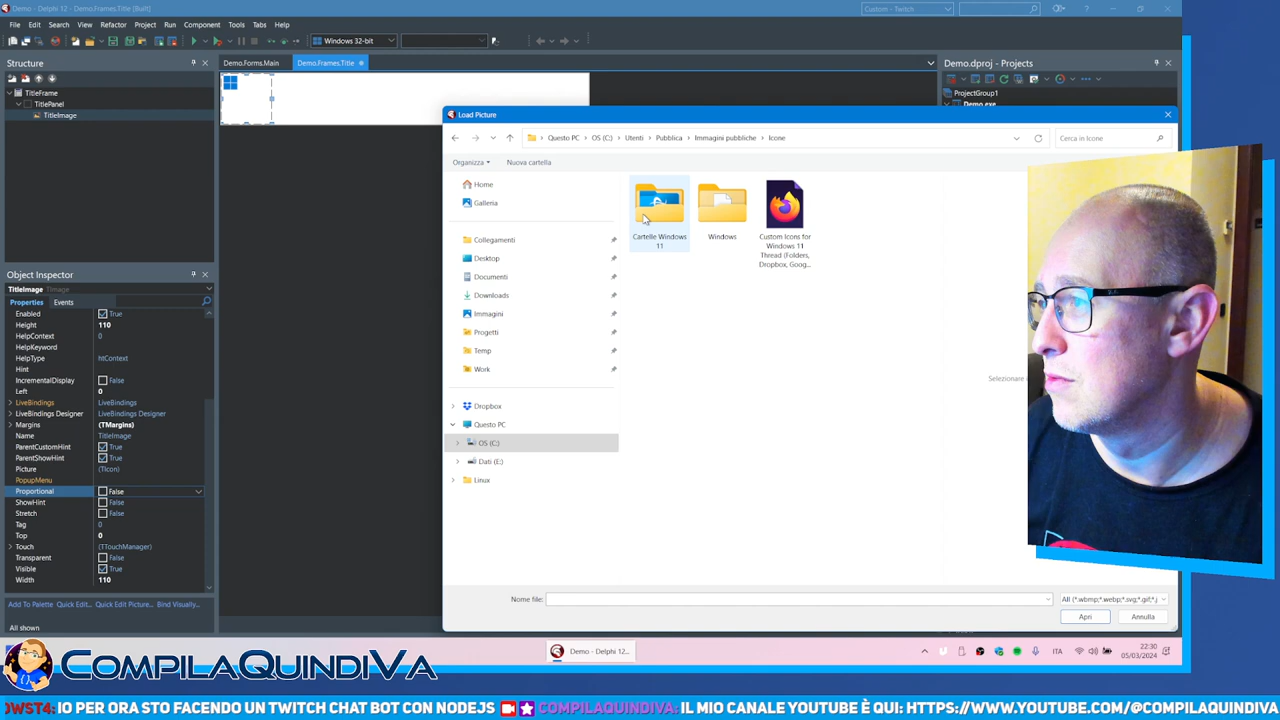 Demo - Delphi 12 - Demo.Frames.Title [Built]
Custom - Twitch
File Edit Search View Refactor Project Run Component Tools Tabs Help
Windows 32-bit
Structure
Demo.Forms.Main
Demo.Frames.Title
Demo.dproj - Projects
TitleFrame
TitlePanel
TitleImage
ProjectGroup1
Demo.exe
Load Picture
Questo PC
OS (C:)
Utenti
Pubblica
Immagini pubbliche
Icone
Cerca in Icone
Organizza
Nuova cartella
Home
Galleria
Collegamenti
Desktop
Documenti
Downloads
Immagini
Progetti
Temp
Work
Dropbox
Questo PC
OS (C:)
Dati (E:)
Linux
Cartelle Windows
11
Windows
Custom Icons for
Windows 11
Thread (Folders,
Dropbox, Goog...
Selezionare
Nome file:
All (*.wbmp;*.webp;*.svg;*.gif;*.j
Apri
Annulla
Object Inspector
TitleImage TImage
Properties
Events
Enabled True
Height 110
HelpContext 0
HelpKeyword
HelpType htContext
Hint
IncrementalDisplay False
Left 0
LiveBindings LiveBindings
LiveBindings Designer LiveBindings Designer
Margins (TMargins)
Name TitleImage
ParentCustomHint True
ParentShowHint True
Picture (TIcon)
PopupMenu
Proportional False
ShowHint False
Stretch False
Tag 0
Top 0
Touch (TTouchManager)
Transparent False
Visible True
Width 110
Add To Palette Quick Edit... Quick Edit Picture... Bind Visually...
All shown
COMPILAQUINDIVA
Demo - Delphi 12...
ITA
22:30
05/03/2024
OWST4: IO PER ORA STO FACENDO UN TWITCH CHAT BOT CON NODEJS COMPILAQUINDIVA: IL MIO CANALE YOUTUBE È QUI: HTTPS://WWW.YOUTUBE.COM/@COMPILAQUINDIVA